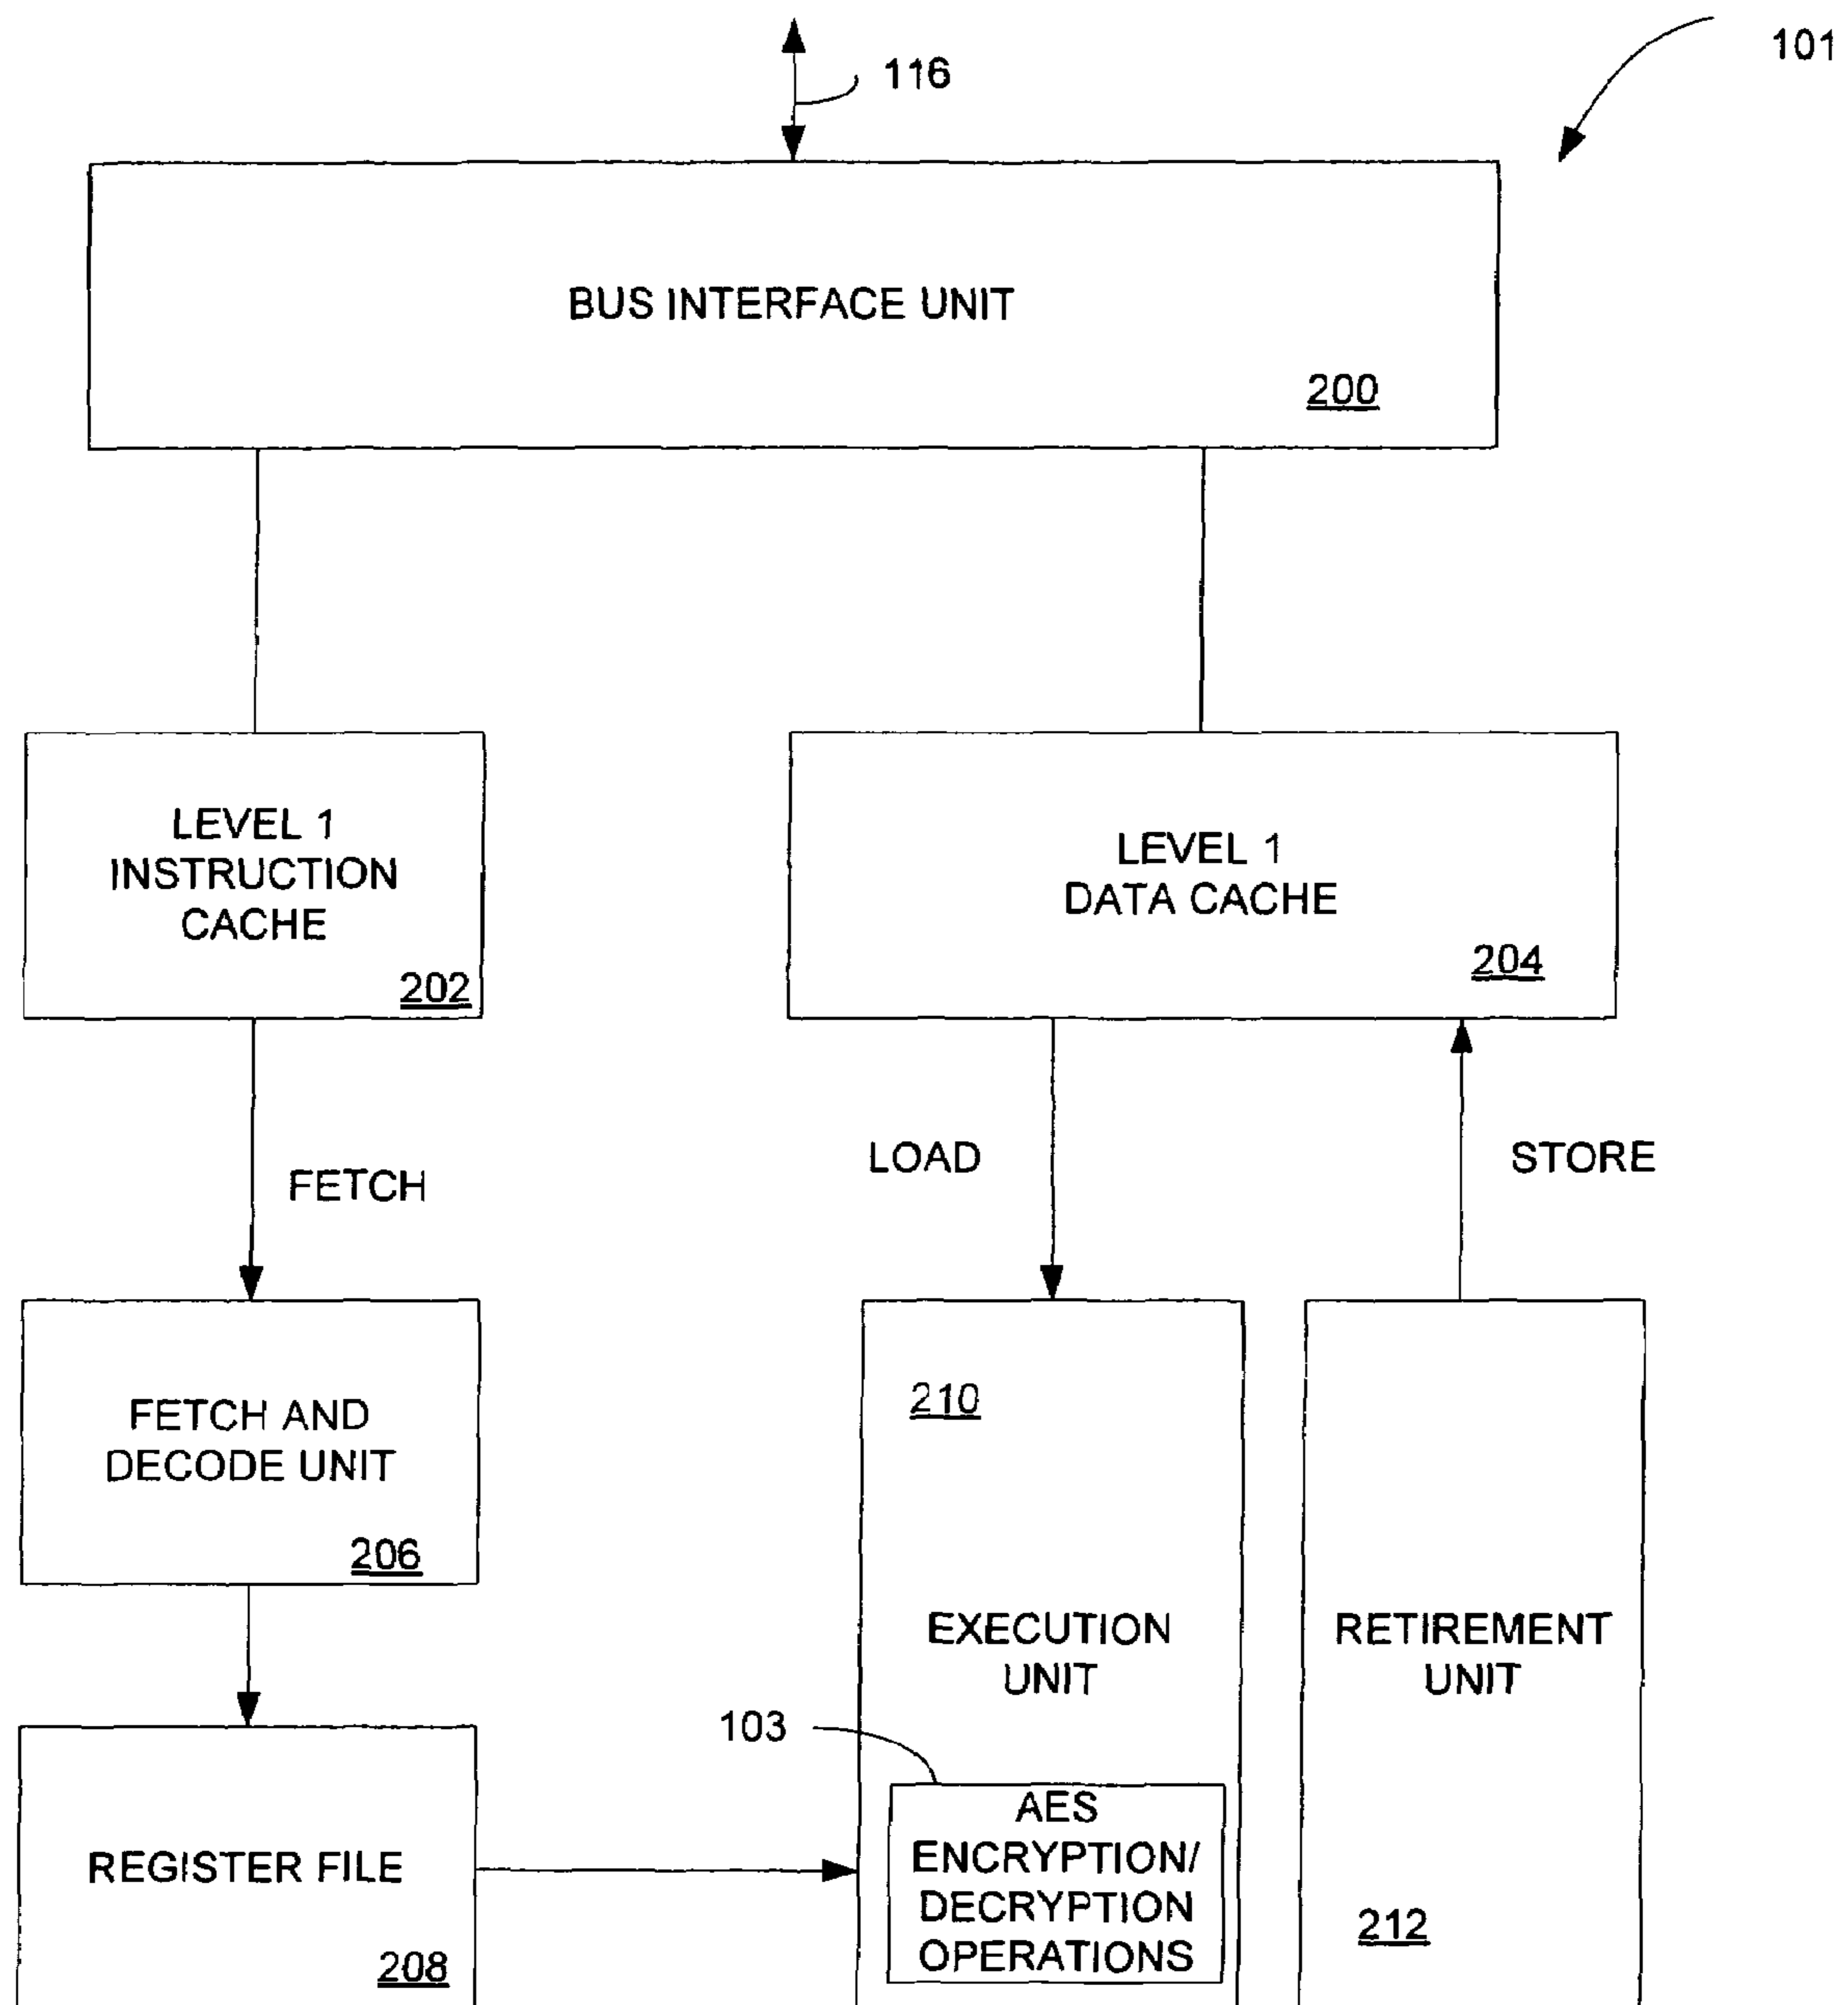 101
116
BUS INTERFACE UNIT
200
LEVEL 1
INSTRUCTION
CACHE
202
LEVEL 1
DATA CACHE
204
FETCH
LOAD
STORE
FETCH AND
DECODE UNIT
206
210
EXECUTION
UNIT
RETIREMENT
UNIT
103
REGISTER FILE
208
AES
ENCRYPTION/
DECRYPTION
OPERATIONS
212